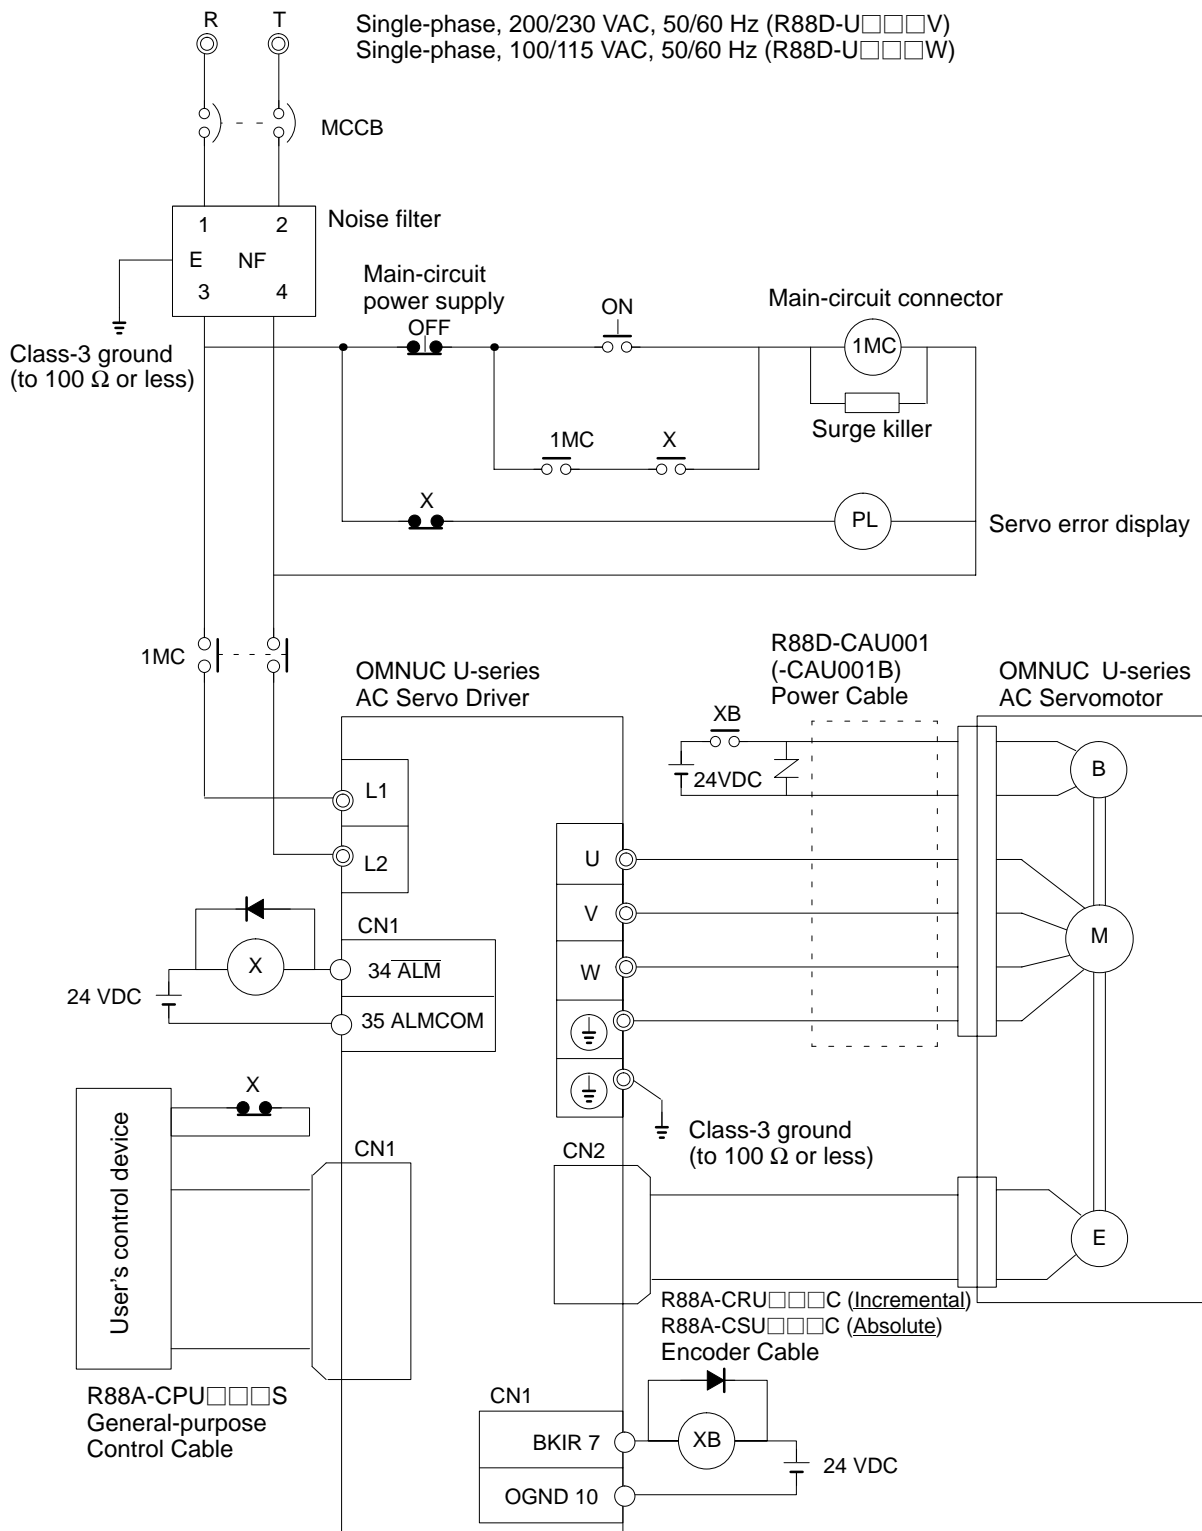 R T
Single-phase, 200/230 VAC, 50/60 Hz (R88D-U□□□V)
Single-phase, 100/115 VAC, 50/60 Hz (R88D-U□□□W)
MCCB
1 2
E NF
3 4
Noise filter
Class-3 ground
(to 100 Ω or less)
Main-circuit
power supply
OFF
ON
Main-circuit connector
1MC
Surge killer
1MC X
X
PL
Servo error display
1MC
OMNUC U-series
AC Servo Driver
R88D-CAU001
(-CAU001B)
Power Cable
OMNUC U-series
AC Servomotor
XB
24VDC
B
L1
L2
U
V
W
M
CN1
X
34 A̅L̅M̅
24 VDC
35 ALMCOM
Class-3 ground
(to 100 Ω or less)
X
User's control device
CN1
CN2
E
R88A-CRU□□□C (Incremental)
R88A-CSU□□□C (Absolute)
Encoder Cable
R88A-CPU□□□S
General-purpose
Control Cable
CN1
BKIR 7
XB
24 VDC
OGND 10